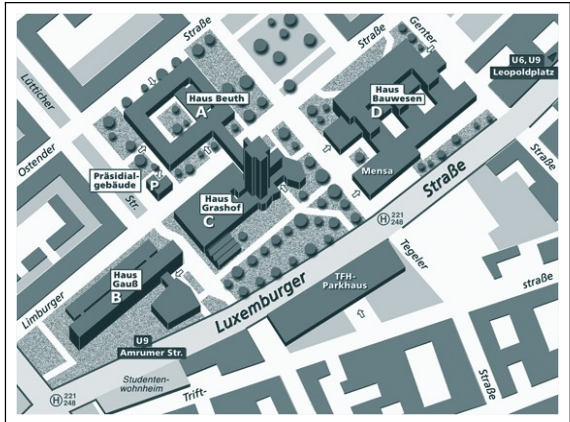 Straße
Genter
U6, U9
Leopoldplatz
Lütticher
Haus
Bauwesen
D
Haus Beuth
A
Ostender
Präsidial-
gebäude
P
Mensa
Straße
Straße
Str.
Haus
Grashof
C
H 221
248
Tegeler
Haus
Gauß
B
TFH-
Parkhaus
straße
Limburger
Luxemburger
U9
Amrumer Str.
Studenten-
wohnheim
H 221
248
Trift-
Straße